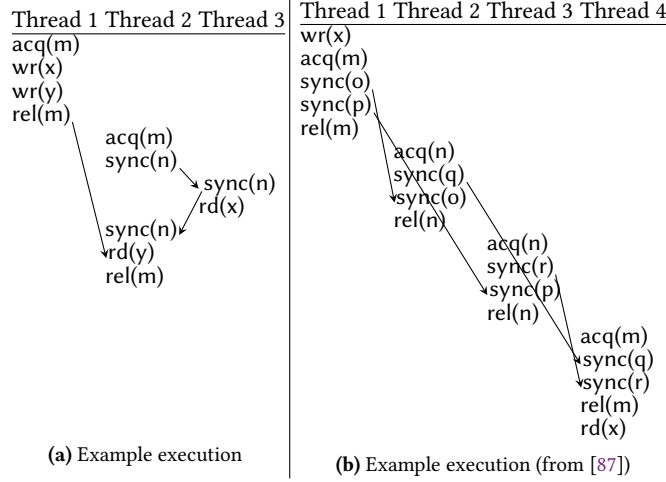 Thread 1 Thread 2 Thread 3
acq(m)
wr(x)
wr(y)
rel(m)
acq(m)
sync(n)
sync(n)
rd(x)
sync(n)
rd(y)
rel(m)
(a) Example execution
Thread 1 Thread 2 Thread 3 Thread 4
wr(x)
acq(m)
sync(o)
sync(p)
rel(m)
acq(n)
sync(q)
sync(o)
rel(n)
acq(n)
sync(r)
sync(p)
rel(n)
acq(m)
sync(q)
sync(r)
rel(m)
rd(x)
(b) Example execution (from [87])